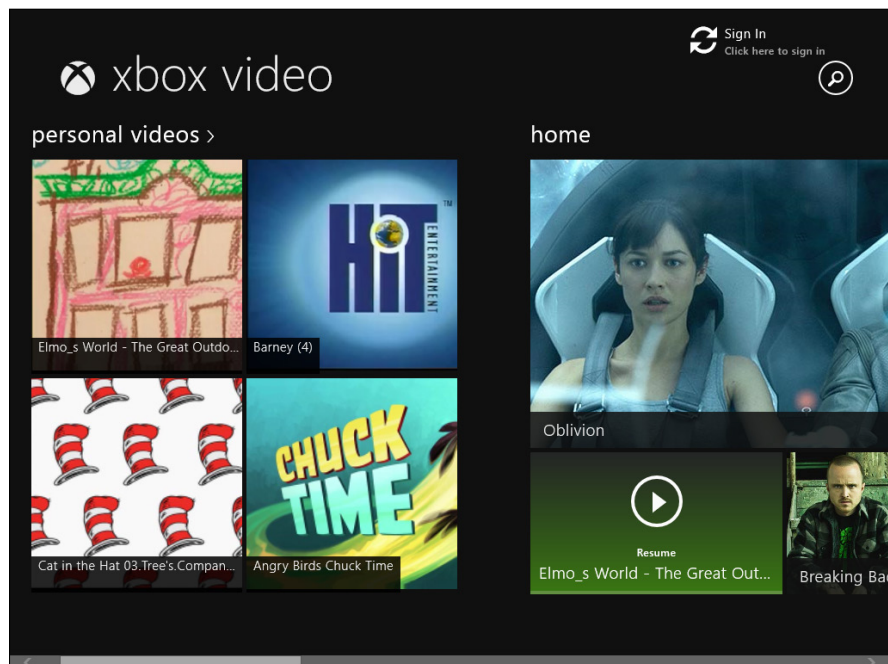 Sign In
Click here to sign in
xbox video
personal videos >
home
HiT
ENTERTAINMENT
TM
Elmo_s World - The Great Outdo...
Barney (4)
CHUCK
TIME
Cat in the Hat 03.Tree's.Compan...
Angry Birds Chuck Time
Oblivion
Resume
Elmo_s World - The Great Out...
Breaking Ba